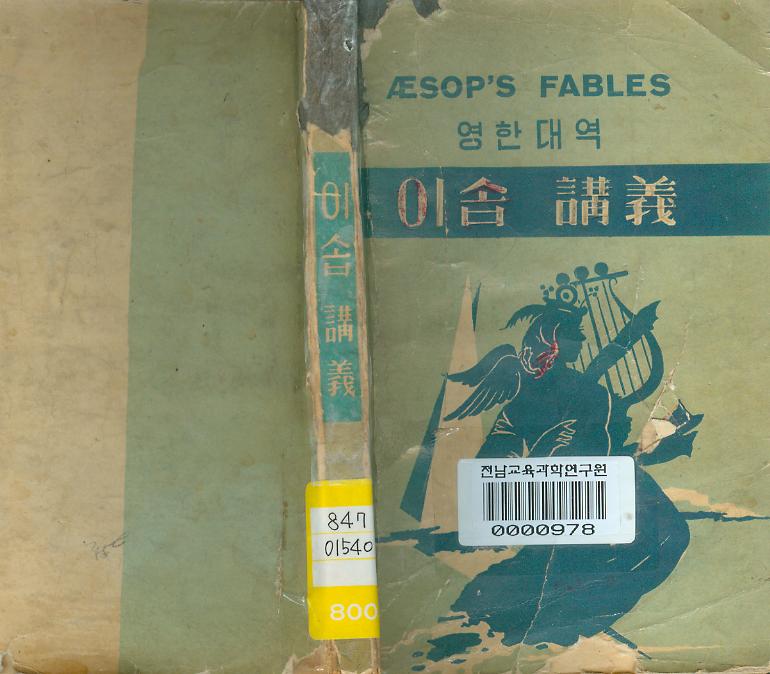 ÆSOP'S FABLES
영한대역
이솝 講義
이솝 講義
847
01540
800
전남교육과학연구원
0000978